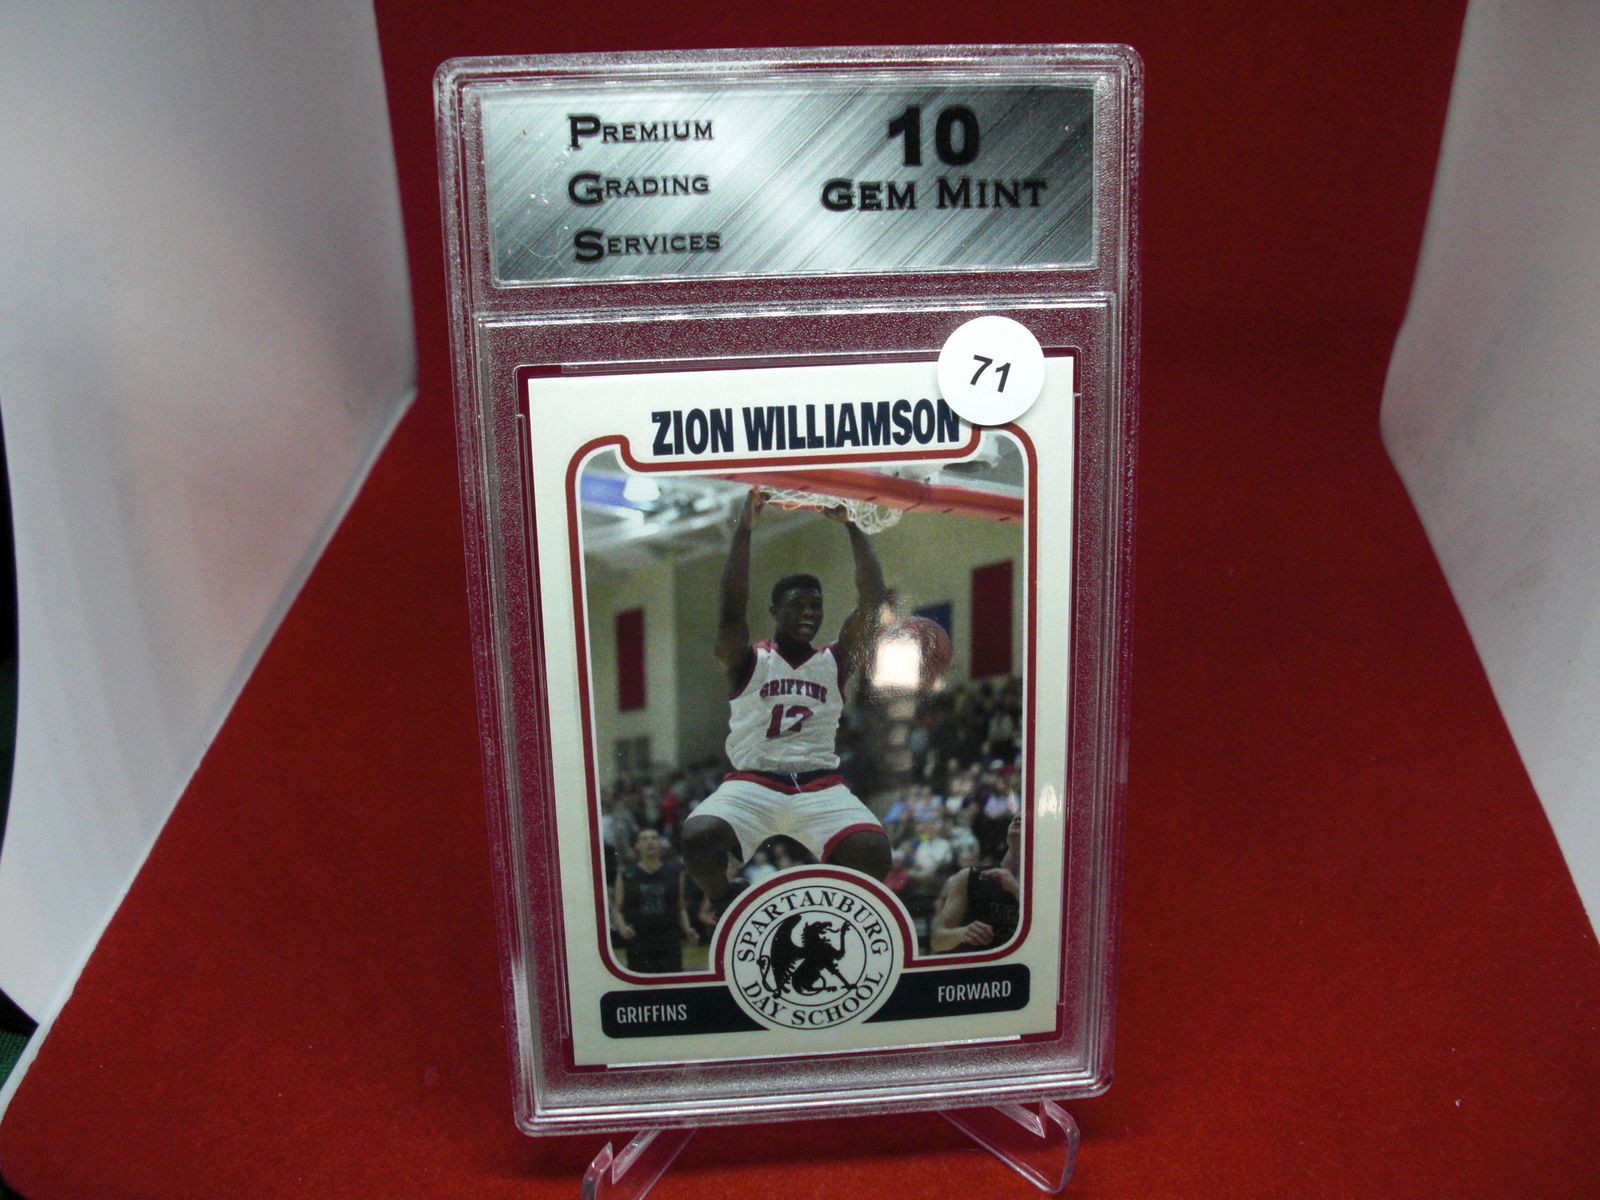 PREMIUM
GRADING
SERVICES
10
GEM MINT
71
ZION WILLIAMSON
GRIFFINS
12
SPARTANBURG
DAY SCHOOL
GRIFFINS
FORWARD